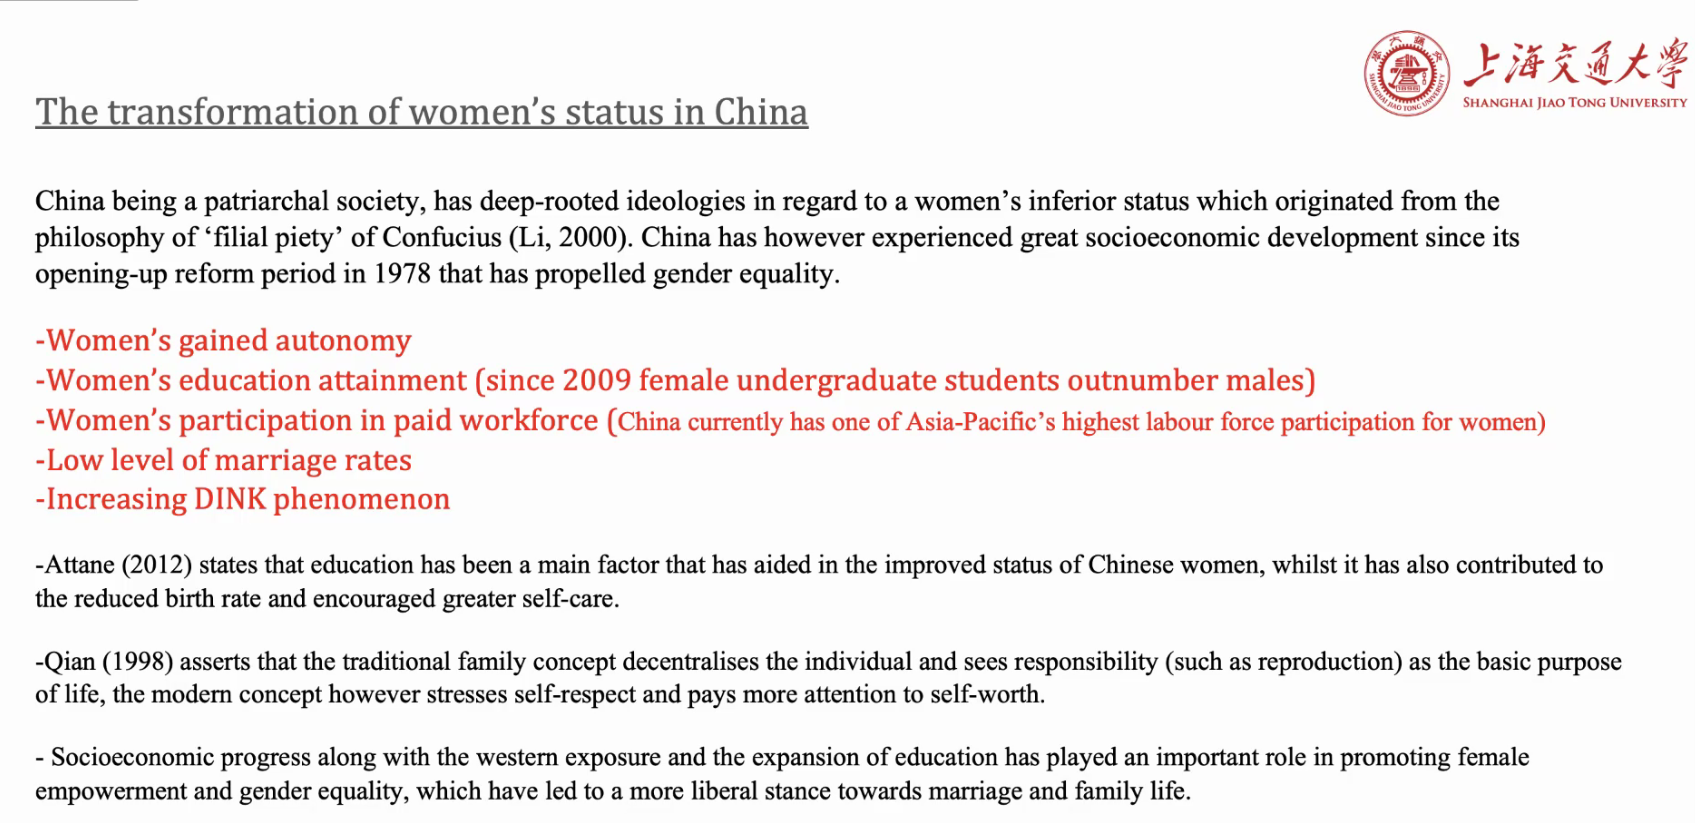 上海交通大學
SHANGHAI JIAO TONG UNIVERSITY
The transformation of women's status in China
China being a patriarchal society, has deep-rooted ideologies in regard to a women's inferior status which originated from the
philosophy of 'filial piety' of Confucius (Li, 2000). China has however experienced great socioeconomic development since its
opening-up reform period in 1978 that has propelled gender equality.
-Women's gained autonomy
-Women's education attainment (since 2009 female undergraduate students outnumber males)
-Women's participation in paid workforce (China currently has one of Asia-Pacific's highest labour force participation for women)
-Low level of marriage rates
-Increasing DINK phenomenon
-Attane (2012) states that education has been a main factor that has aided in the improved status of Chinese women, whilst it has also contributed to
the reduced birth rate and encouraged greater self-care.
-Qian (1998) asserts that the traditional family concept decentralises the individual and sees responsibility (such as reproduction) as the basic purpose
of life, the modern concept however stresses self-respect and pays more attention to self-worth.
- Socioeconomic progress along with the western exposure and the expansion of education has played an important role in promoting female
empowerment and gender equality, which have led to a more liberal stance towards marriage and family life.